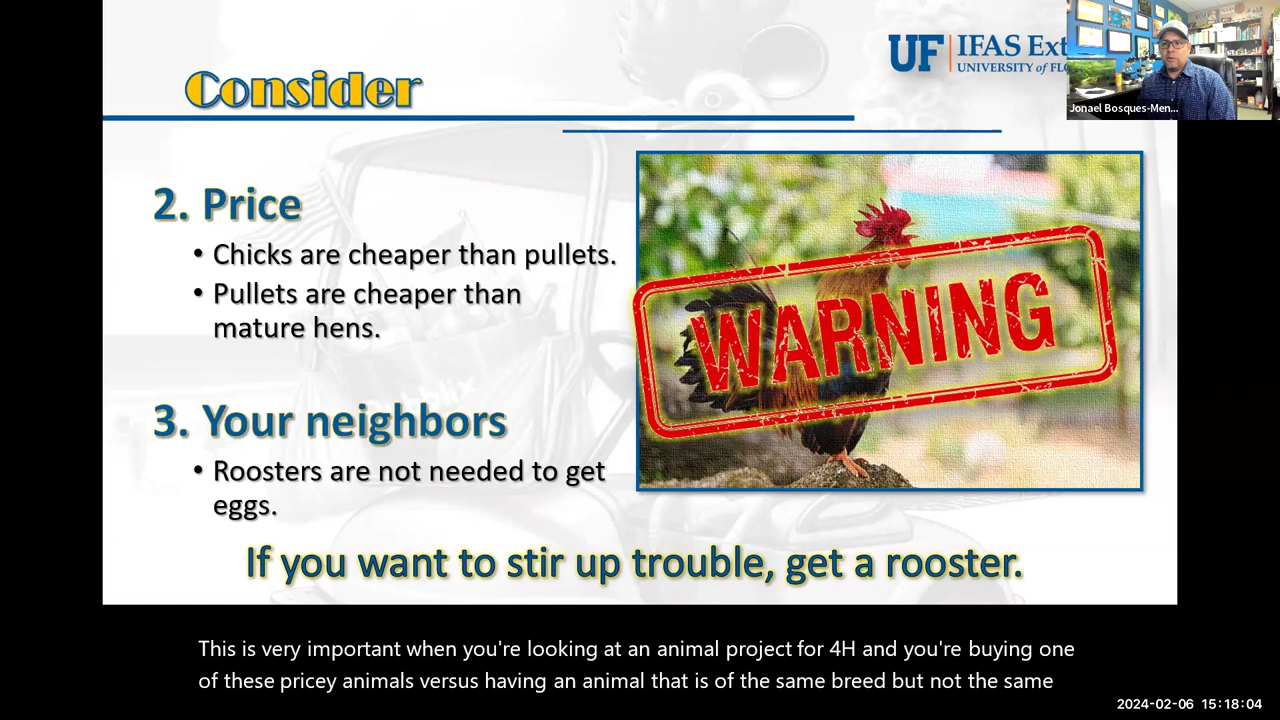 Consider
UF IFAS Ext
UNIVERSITY of FLO
Jonael Bosques-Men...
2. Price
• Chicks are cheaper than pullets.
• Pullets are cheaper than
mature hens.
WARNING
3. Your neighbors
• Roosters are not needed to get
eggs.
If you want to stir up trouble, get a rooster.
This is very important when you're looking at an animal project for 4H and you're buying one
of these pricey animals versus having an animal that is of the same breed but not the same
2024-02-06 15:18:04